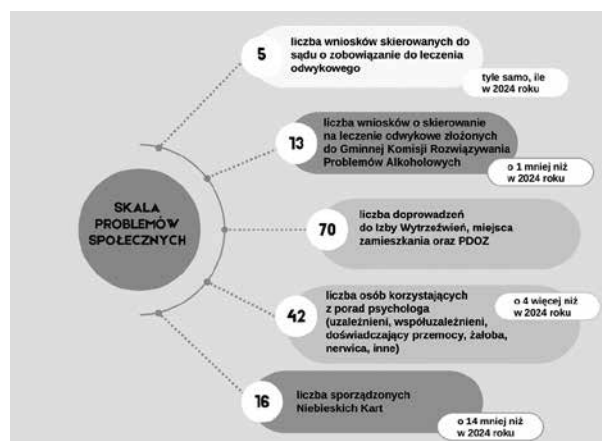 5
liczba wniosków skierowanych do
sądu o zobowiązanie do leczenia
odwykowego
tyle samo, ile
w 2024 roku
13
liczba wniosków o skierowanie
na leczenie odwykowe złożonych
do Gminnej Komisji Rozwiązywania
Problemów Alkoholowych
o 1 mniej niż
w 2024 roku
SKALA
PROBLEMÓW
SPOŁECZNYCH
70
liczba doprowadzeń
do Izby Wytrzeźwień, miejsca
zamieszkania oraz PDOZ
42
liczba osób korzystających
z porad psychologa
(uzależnieni, współuzależnieni,
doświadczający przemocy, żałoba,
nerwica, inne)
o 4 więcej niż
w 2024 roku
16
liczba sporządzonych
Niebieskich Kart
o 14 mniej niż
w 2024 roku